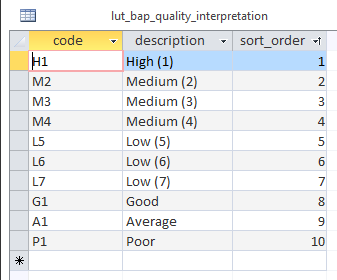 lut_bap_quality_interpretation
code description sort_order
H1 High (1) 1
M2 Medium (2) 2
M3 Medium (3) 3
M4 Medium (4) 4
L5 Low (5) 5
L6 Low (6) 6
L7 Low (7) 7
G1 Good 8
A1 Average 9
P1 Poor 10